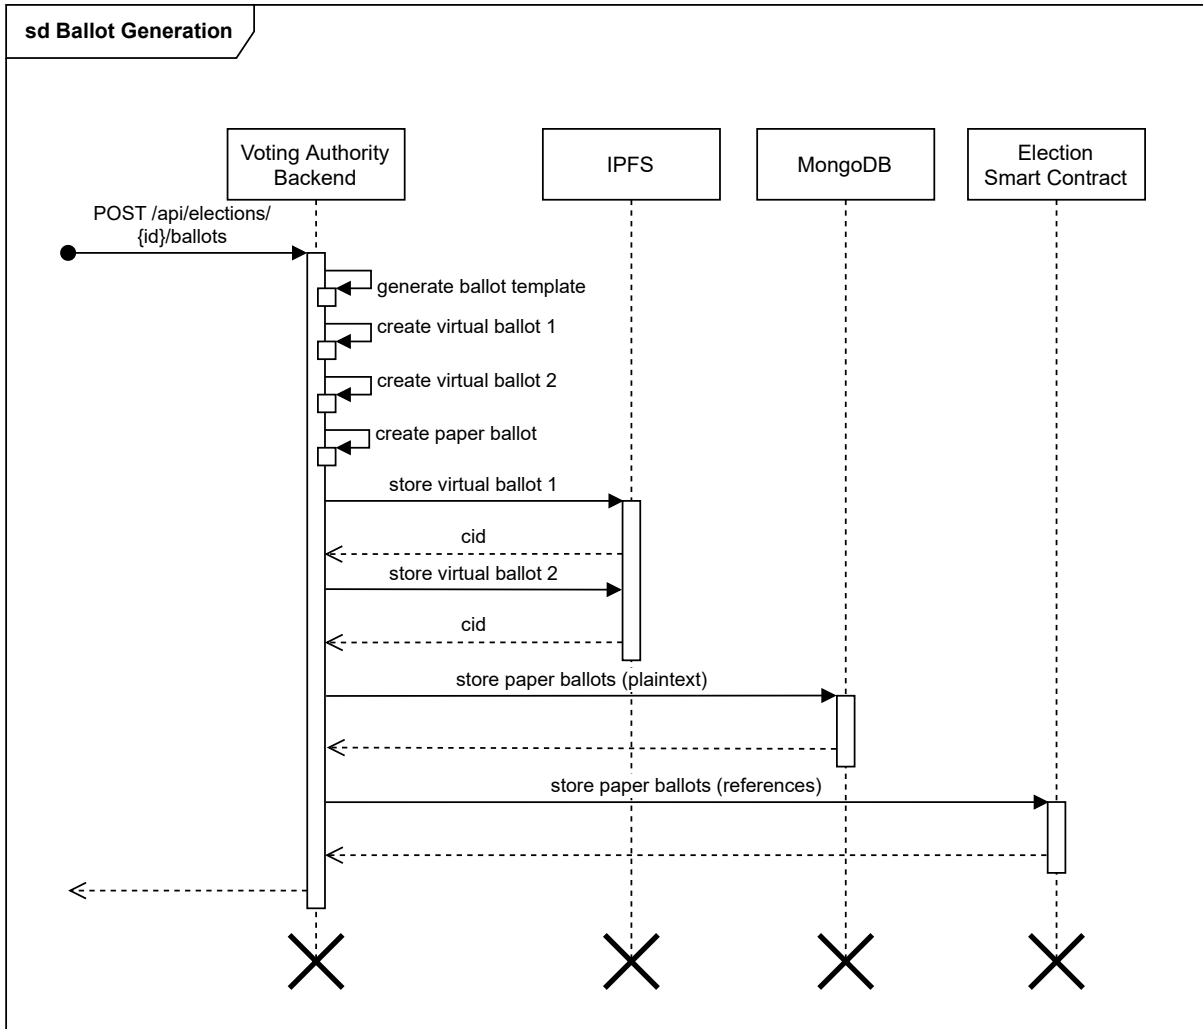 sd Ballot Generation
Voting Authority
Backend
IPFS
MongoDB
Election
Smart Contract
POST /api/elections/
{id}/ballots
generate ballot template
create virtual ballot 1
create virtual ballot 2
create paper ballot
store virtual ballot 1
cid
store virtual ballot 2
cid
store paper ballots (plaintext)
store paper ballots (references)